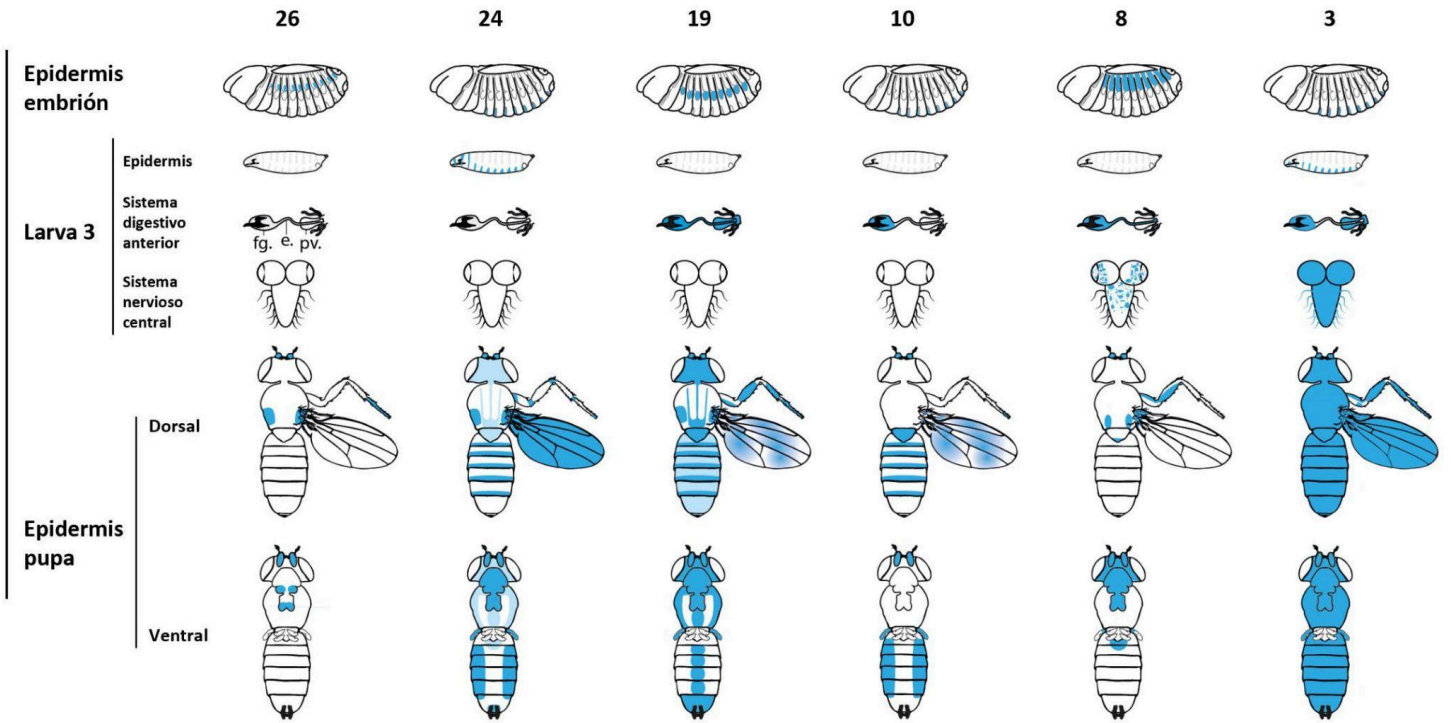 26 24 19 10 8 3
Epidermis
embrión
Epidermis
Larva 3
Sistema
digestivo
anterior
fg. e. pv.
Sistema
nervioso
central
Dorsal
Epidermis
pupa
Ventral